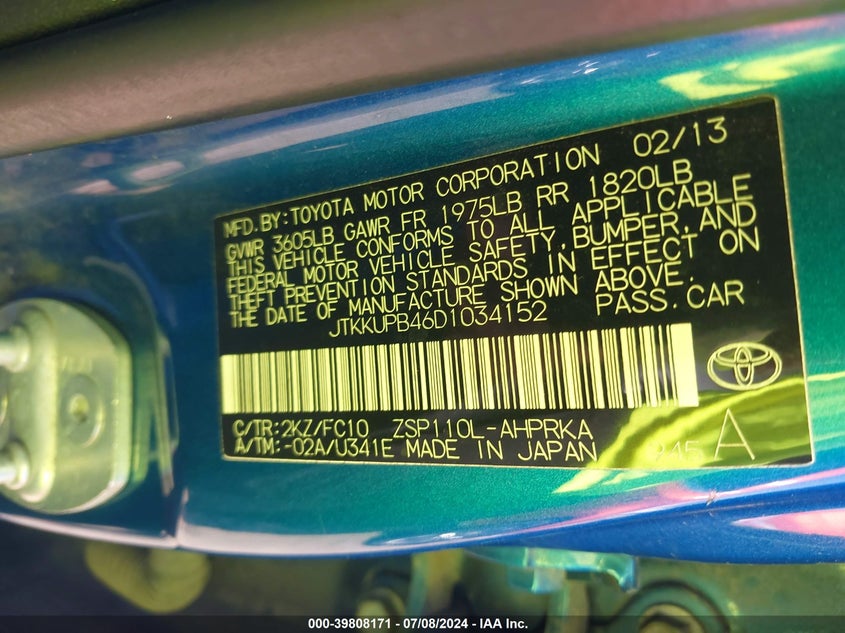 MFD.BY:TOYOTA MOTOR CORPORATION 02/13
GVWR 3605LB GAWR FR 1975LB RR 1820LB
THIS VEHICLE CONFORMS TO ALL APPLICABLE
FEDERAL MOTOR VEHICLE SAFETY,BUMPER,AND
THEFT PREVENTION STANDARDS IN EFFECT ON
THE DATE OF MANUFACTURE SHOWN ABOVE.
JTKKUPB46D1034152 PASS.CAR
C/TR:2KZ/FC10 ZSP110L-AHPRKA
A/TM:-02A/U341E MADE IN JAPAN 945 A
000-39808171 - 07/08/2024 - IAA Inc.